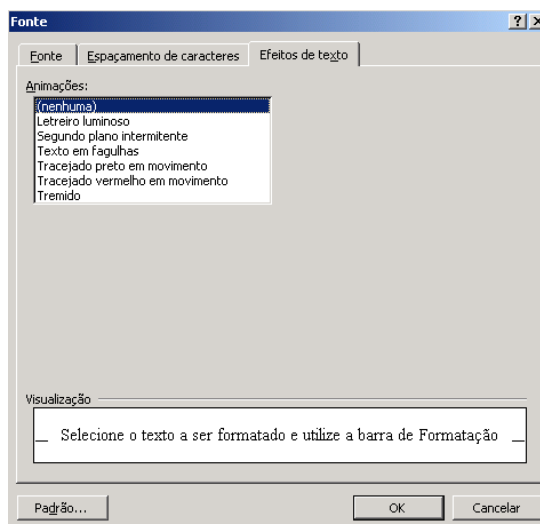 Fonte
Fonte Espaçamento de caracteres Efeitos de texto
Animações:
(nenhuma)
Letreiro luminoso
Segundo plano intermitente
Texto em fagulhas
Tracejado preto em movimento
Tracejado vermelho em movimento
Tremido
Visualização
Selecione o texto a ser formatado e utilize a barra de Formatação
Padrão... OK Cancelar